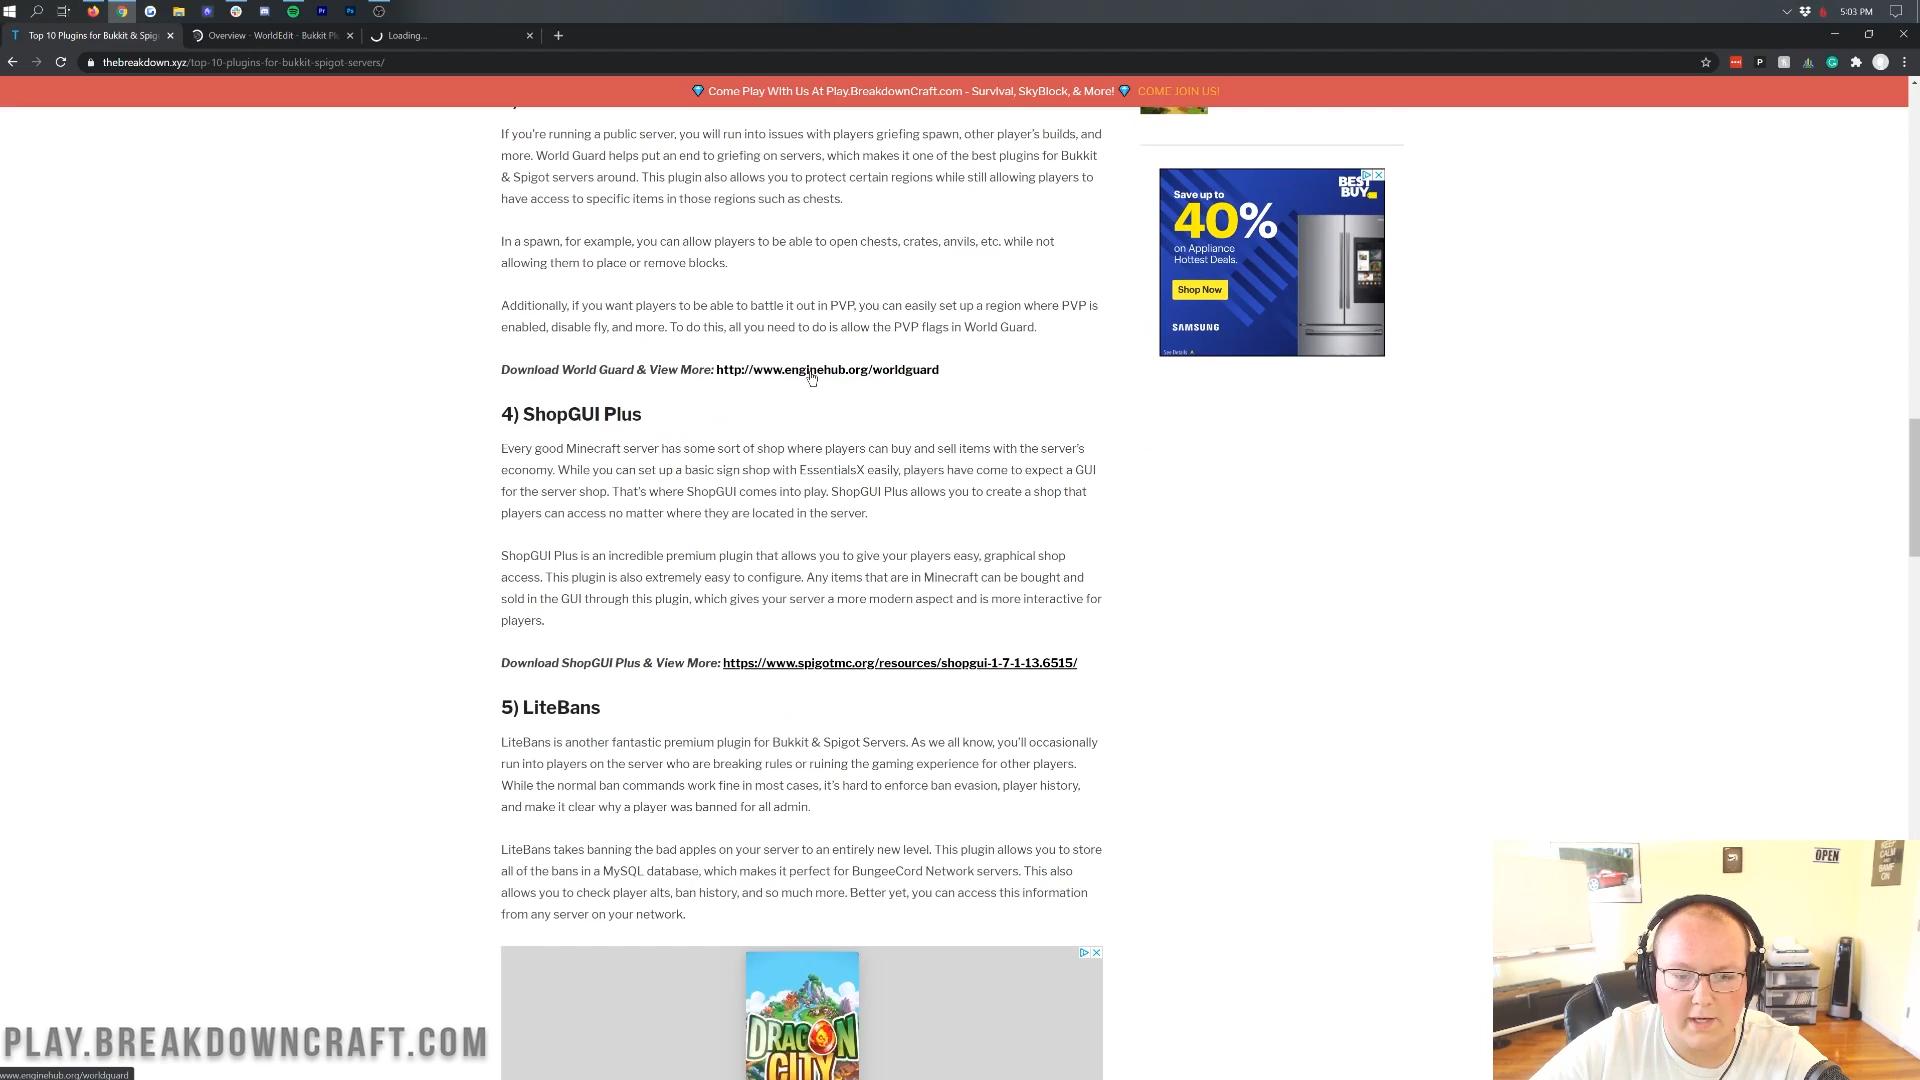 5:03 PM
Top 10 Plugins for Bukkit & Spig
Overview - WorldEdit - Bukkit Pl
Loading...
thebreakdown.xyz/top-10-plugins-for-bukkit-spigot-servers/
Come Play With Us At Play.BreakdownCraft.com - Survival, SkyBlock, & More! COME JOIN US!
If you're running a public server, you will run into issues with players griefing spawn, other player's builds, and
more. World Guard helps put an end to griefing on servers, which makes it one of the best plugins for Bukkit
& Spigot servers around. This plugin also allows you to protect certain regions while still allowing players to
have access to specific items in those regions such as chests.
In a spawn, for example, you can allow players to be able to open chests, crates, anvils, etc. while not
allowing them to place or remove blocks.
Additionally, if you want players to be able to battle it out in PVP, you can easily set up a region where PVP is
enabled, disable fly, and more. To do this, all you need to do is allow the PVP flags in World Guard.
Download World Guard & View More: http://www.enginehub.org/worldguard
4) ShopGUI Plus
Every good Minecraft server has some sort of shop where players can buy and sell items with the server's
economy. While you can set up a basic sign shop with EssentialsX easily, players have come to expect a GUI
for the server shop. That's where ShopGUI comes into play. ShopGUI Plus allows you to create a shop that
players can access no matter where they are located in the server.
ShopGUI Plus is an incredible premium plugin that allows you to give your players easy, graphical shop
access. This plugin is also extremely easy to configure. Any items that are in Minecraft can be bought and
sold in the GUI through this plugin, which gives your server a more modern aspect and is more interactive for
players.
Download ShopGUI Plus & View More: https://www.spigotmc.org/resources/shopgui-1-7-1-13.6515/
5) LiteBans
LiteBans is another fantastic premium plugin for Bukkit & Spigot Servers. As we all know, you'll occasionally
run into players on the server who are breaking rules or ruining the gaming experience for other players.
While the normal ban commands work fine in most cases, it's hard to enforce ban evasion, player history,
and make it clear why a player was banned for all admin.
LiteBans takes banning the bad apples on your server to an entirely new level. This plugin allows you to store
all of the bans in a MySQL database, which makes it perfect for BungeeCord Network servers. This also
allows you to check player alts, ban history, and so much more. Better yet, you can access this information
from any server on your network.
DRAGON
CITY
BEST
BUY
Save up to
40%
on Appliance
Hottest Deals.
Shop Now
SAMSUNG
See Details
OPEN
KEEP
CALM
AND
BAMF
ON
PLAY.BREAKDOWNCRAFT.COM
www.enginehub.org/worldguard